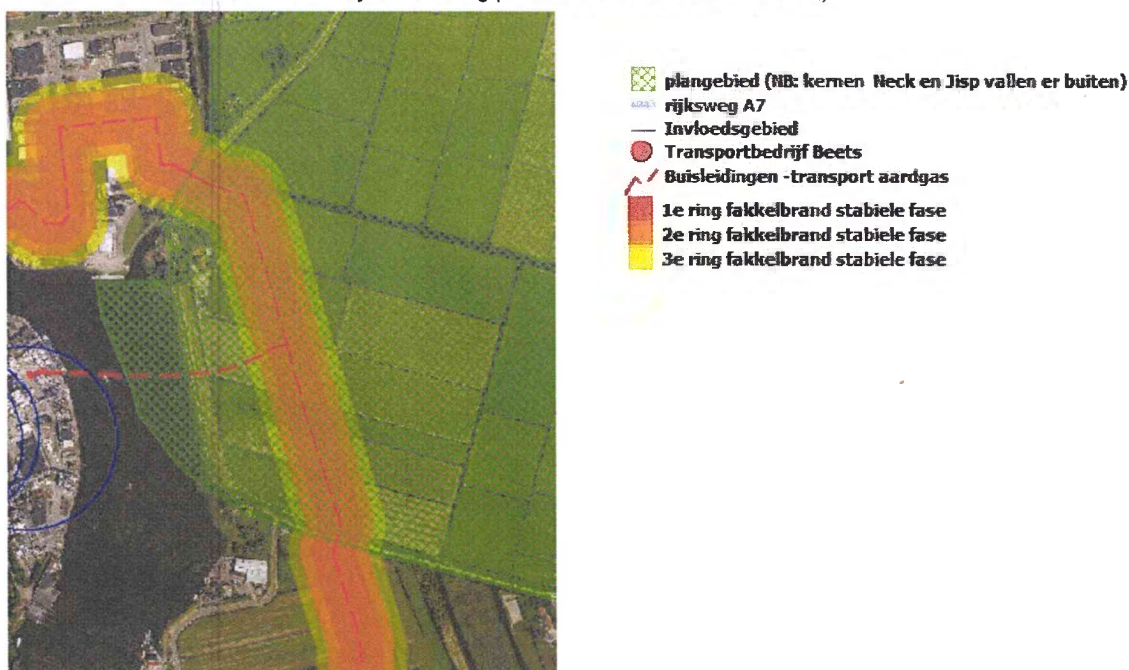 plangebied (NB: kernen Neck en Jisp vallen er buiten)
rijksweg A7
Invloedsgebied
Transportbedrijf Beets
Buisleidingen -transport aardgas
1e ring fakkelbrand stabiele fase
2e ring fakkelbrand stabiele fase
3e ring fakkelbrand stabiele fase